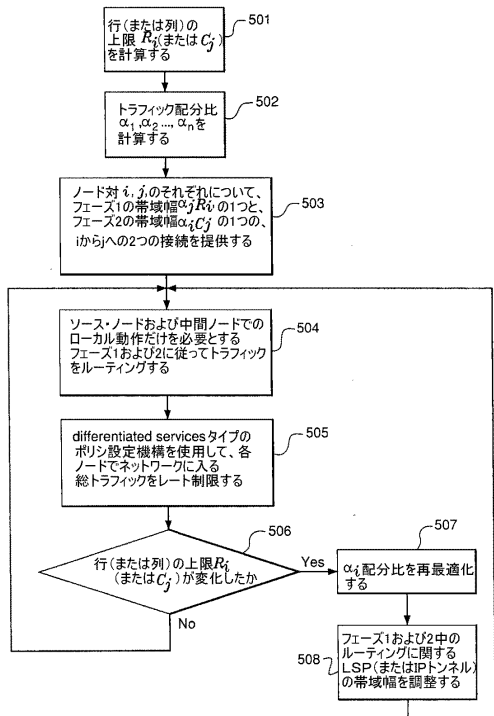 行(または列)の
上限 Ri(または Cj)
を計算する
501
トラフィック配分比
α1,α2...,αnを
計算する
502
ノード対 i, j,のそれぞれについて、
フェーズ1の帯域幅αjRi の1つと、
フェーズ2の帯域幅αiCj の1つの、
iからjへの2つの接続を提供する
503
ソース・ノードおよび中間ノードでの
ローカル動作だけを必要とする
フェーズ1および2に従ってトラフィック
をルーティングする
504
differentiated servicesタイプの
ポリシ設定機構を使用して、各
ノードでネットワークに入る
総トラフィックをレート制限する
505
行(または列)の上限Ri
(またはCj)が変化したか
506
Yes
No
αi 配分比を再最適化
する
507
フェーズ1および2中の
ルーティングに関する
LSP(またはIPトンネル)
の帯域幅を調整する
508